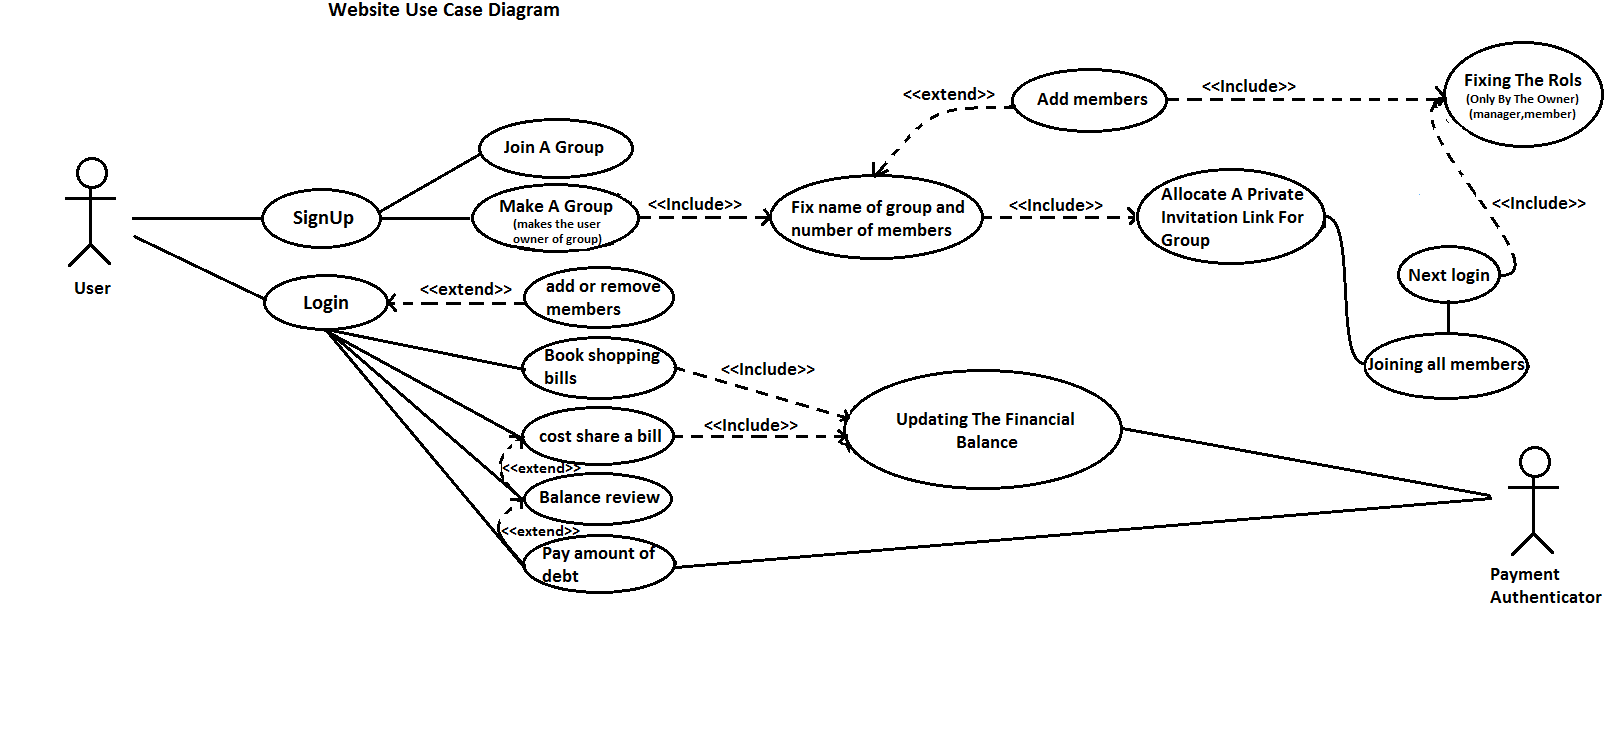 Website Use Case Diagram
Fixing The Rols
(Only By The Owner)
(manager,member)
<<extend>>
Add members
<<Include>>
Join A Group
SignUp
Make A Group
(makes the user
owner of group)
<<Include>>
Fix name of group and
number of members
<<Include>>
Allocate A Private
Invitation Link For
Group
<<Include>>
User
Login
<<extend>>
add or remove
members
Next login
Book shopping
bills
<<Include>>
Joining all members
cost share a bill
<<Include>>
Updating The Financial
Balance
<<extend>>
Balance review
<<extend>>
Pay amount of
debt
Payment
Authenticator